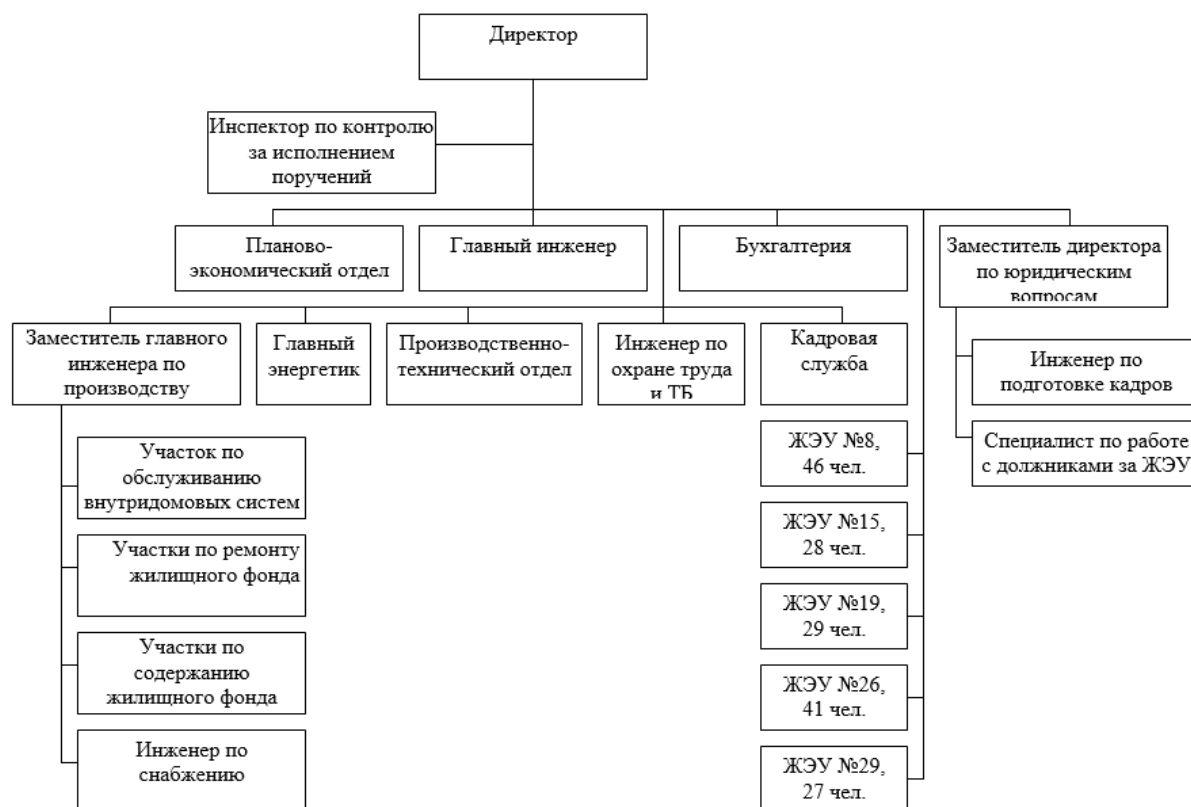 Директор
Инспектор по контролю
за исполнением
поручений
Планово-
экономический отдел
Главный инженер
Бухгалтерия
Заместитель директора
по юридическим
вопросам
Заместитель главного
инженера по
производству
Главный
энергетик
Производственно-
технический отдел
Инженер по
охране труда
и ТБ
Кадровая
служба
Инженер по
подготовке кадров
Специалист по работе
с должниками за ЖЭУ
Участок по
обслуживанию
внутридомовых систем
Участки по ремонту
жилищного фонда
Участки по
содержанию
жилищного фонда
Инженер по
снабжению
ЖЭУ №8,
46 чел.
ЖЭУ №15,
28 чел.
ЖЭУ №19,
29 чел.
ЖЭУ №26,
41 чел.
ЖЭУ №29,
27 чел.